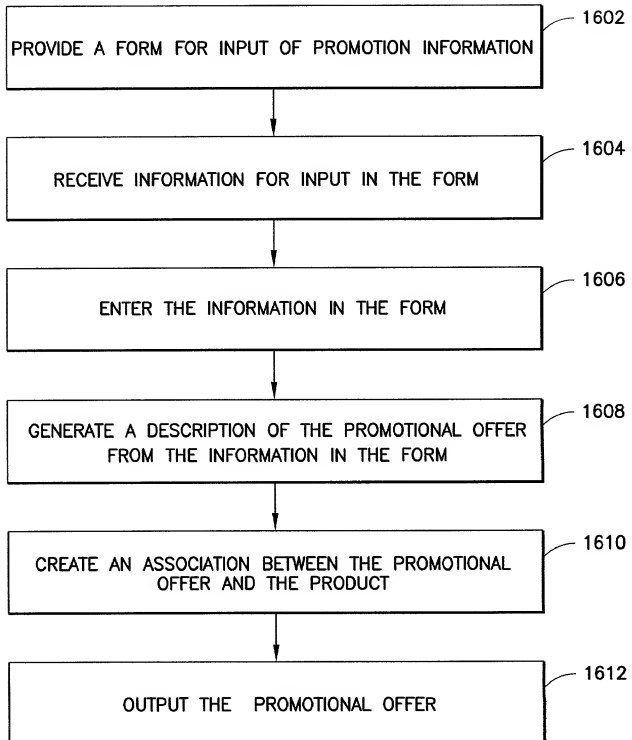 1602
PROVIDE A FORM FOR INPUT OF PROMOTION INFORMATION
1604
RECEIVE INFORMATION FOR INPUT IN THE FORM
1606
ENTER THE INFORMATION IN THE FORM
1608
GENERATE A DESCRIPTION OF THE PROMOTIONAL OFFER
FROM THE INFORMATION IN THE FORM
1610
CREATE AN ASSOCIATION BETWEEN THE PROMOTIONAL
OFFER AND THE PRODUCT
1612
OUTPUT THE PROMOTIONAL OFFER